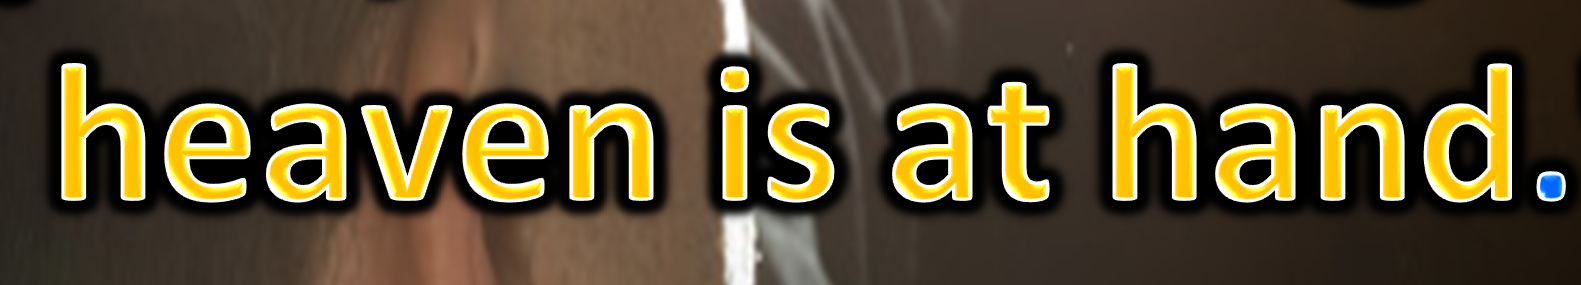 heaven is at hand.